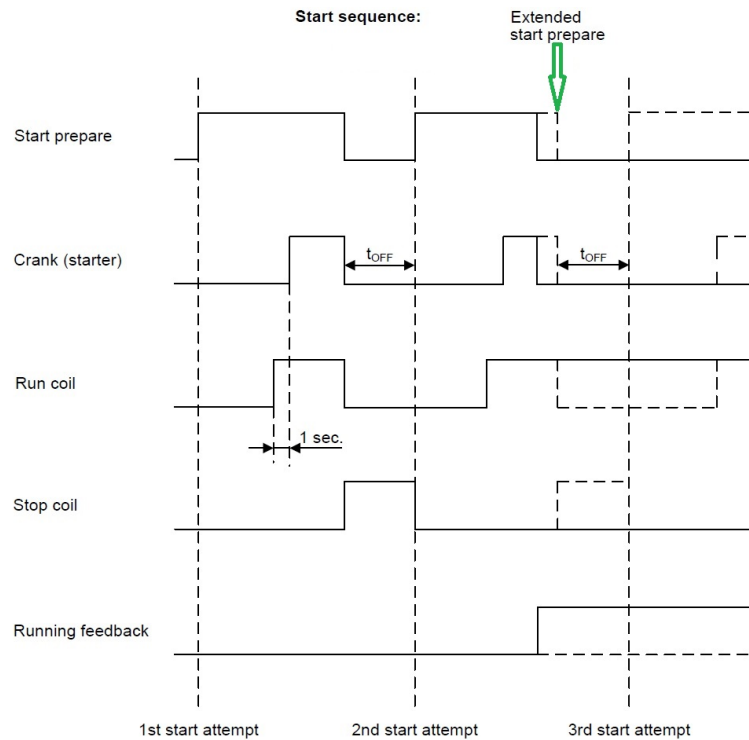 Start sequence:
Extended
start prepare
Start prepare
Crank (starter)
tOFF
tOFF
Run coil
1 sec.
Stop coil
Running feedback
1st start attempt
2nd start attempt
3rd start attempt